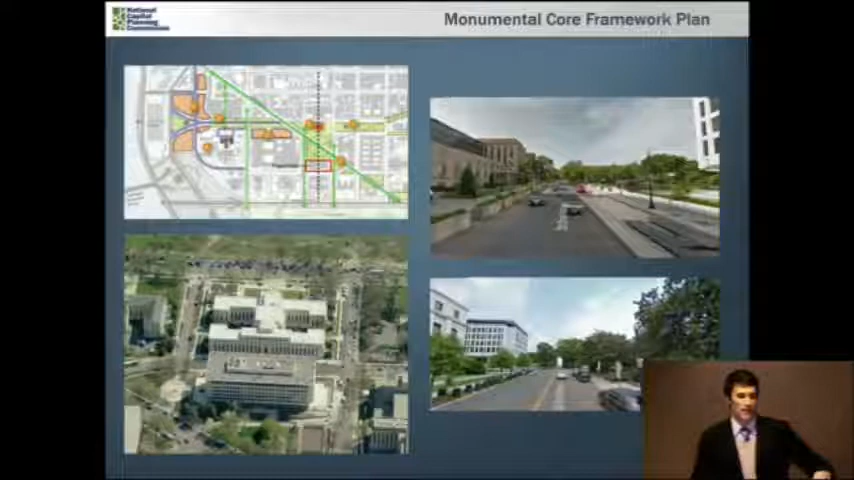 National
Capital
Planning
Commission
Monumental Core Framework Plan